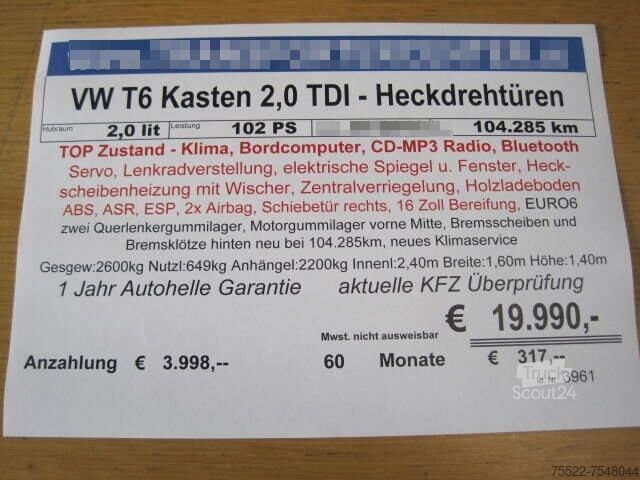 VW T6 Kasten 2,0 TDI - Heckdrehtüren
Hubraum 2,0 lit Leistung 102 PS 104.285 km
TOP Zustand - Klima, Bordcomputer, CD-MP3 Radio, Bluetooth
Servo, Lenkradverstellung, elektrische Spiegel u. Fenster, Heck-
scheibenheizung mit Wischer, Zentralverriegelung, Holzladeboden
ABS, ASR, ESP, 2x Airbag, Schiebetür rechts, 16 Zoll Bereifung, EURO6
zwei Querlenkergummilager, Motorgummilager vorne Mitte, Bremsscheiben und
Bremsklötze hinten neu bei 104.285km, neues Klimaservice
Gesgew:2600kg Nutzl:649kg Anhängel:2200kg Innenl:2,40m Breite:1,60m Höhe:1,40m
1 Jahr Autohelle Garantie aktuelle KFZ Überprüfung
Mwst. nicht ausweisbar € 19.990,-
Anzahlung € 3.998,-- 60 Monate € 317,--
3961
Truck
Scout24
75522-7548044